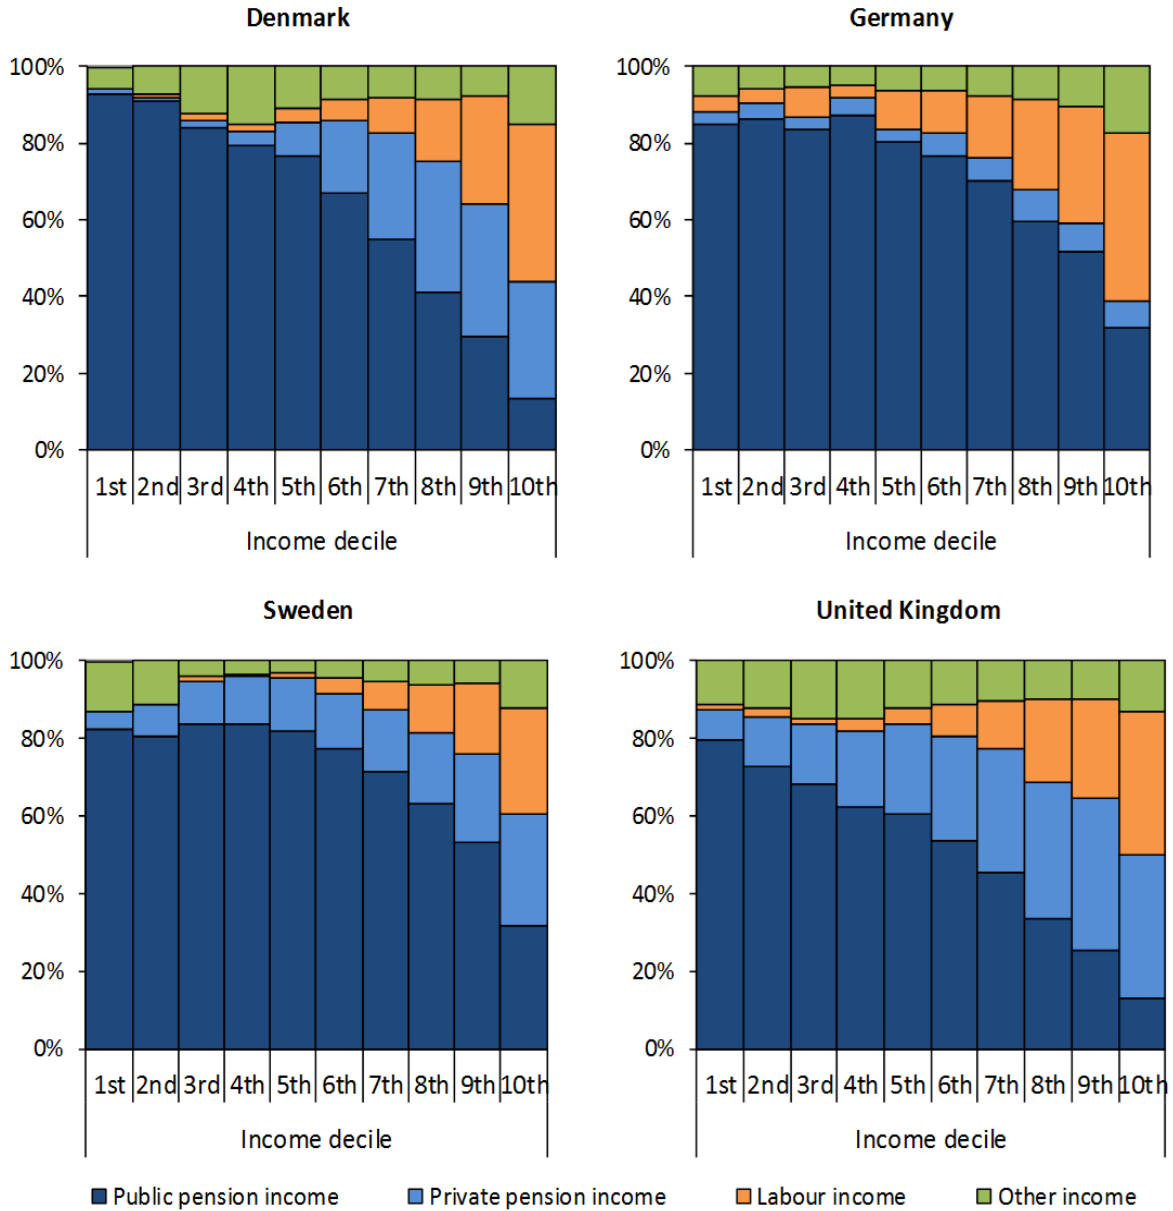 Denmark
100%
80%
60%
40%
20%
0%
1st 2nd 3rd 4th 5th 6th 7th 8th 9th 10th
Income decile
Germany
100%
80%
60%
40%
20%
0%
1st 2nd 3rd 4th 5th 6th 7th 8th 9th 10th
Income decile
Sweden
100%
80%
60%
40%
20%
0%
1st 2nd 3rd 4th 5th 6th 7th 8th 9th 10th
Income decile
United Kingdom
100%
80%
60%
40%
20%
0%
1st 2nd 3rd 4th 5th 6th 7th 8th 9th 10th
Income decile
Public pension income Private pension income Labour income Other income